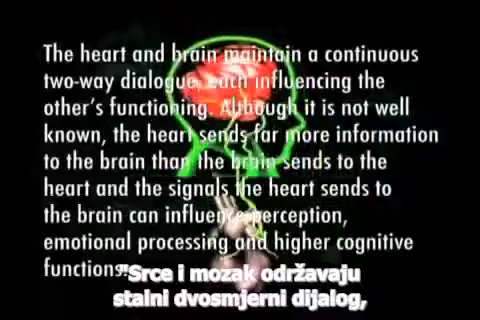 The heart and brain maintain a continuous
two-way dialogue, each influencing the
other's functioning. Although it is not well
known, the heart sends far more information
to the brain than the brain sends to the
heart and the signals the heart sends to
the brain can influence perception,
emotional processing and higher cognitive
functions.
"Srce i mozak održavaju
stalni dvosmjerni dijalog,